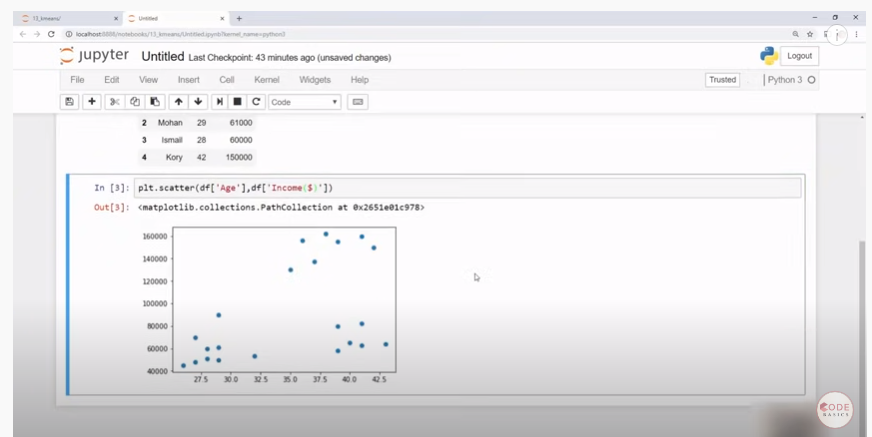 13_kmeans/
Untitled
localhost:8888/notebooks/13_kmeans/Untitled.ipynb?kernel_name=python3
jupyter Untitled Last Checkpoint: 43 minutes ago (unsaved changes)
Logout
File Edit View Insert Cell Kernel Widgets Help
Trusted
Python 3
Code
2 Mohan 29 61000
3 Ismail 28 60000
4 Kory 42 150000
In [3]: plt.scatter(df['Age'],df['Income($)'])
Out[3]: <matplotlib.collections.PathCollection at 0x2651e01c978>
160000
140000
120000
100000
80000
60000
40000
27.5 30.0 32.5 35.0 37.5 40.0 42.5
CODE
BASICS